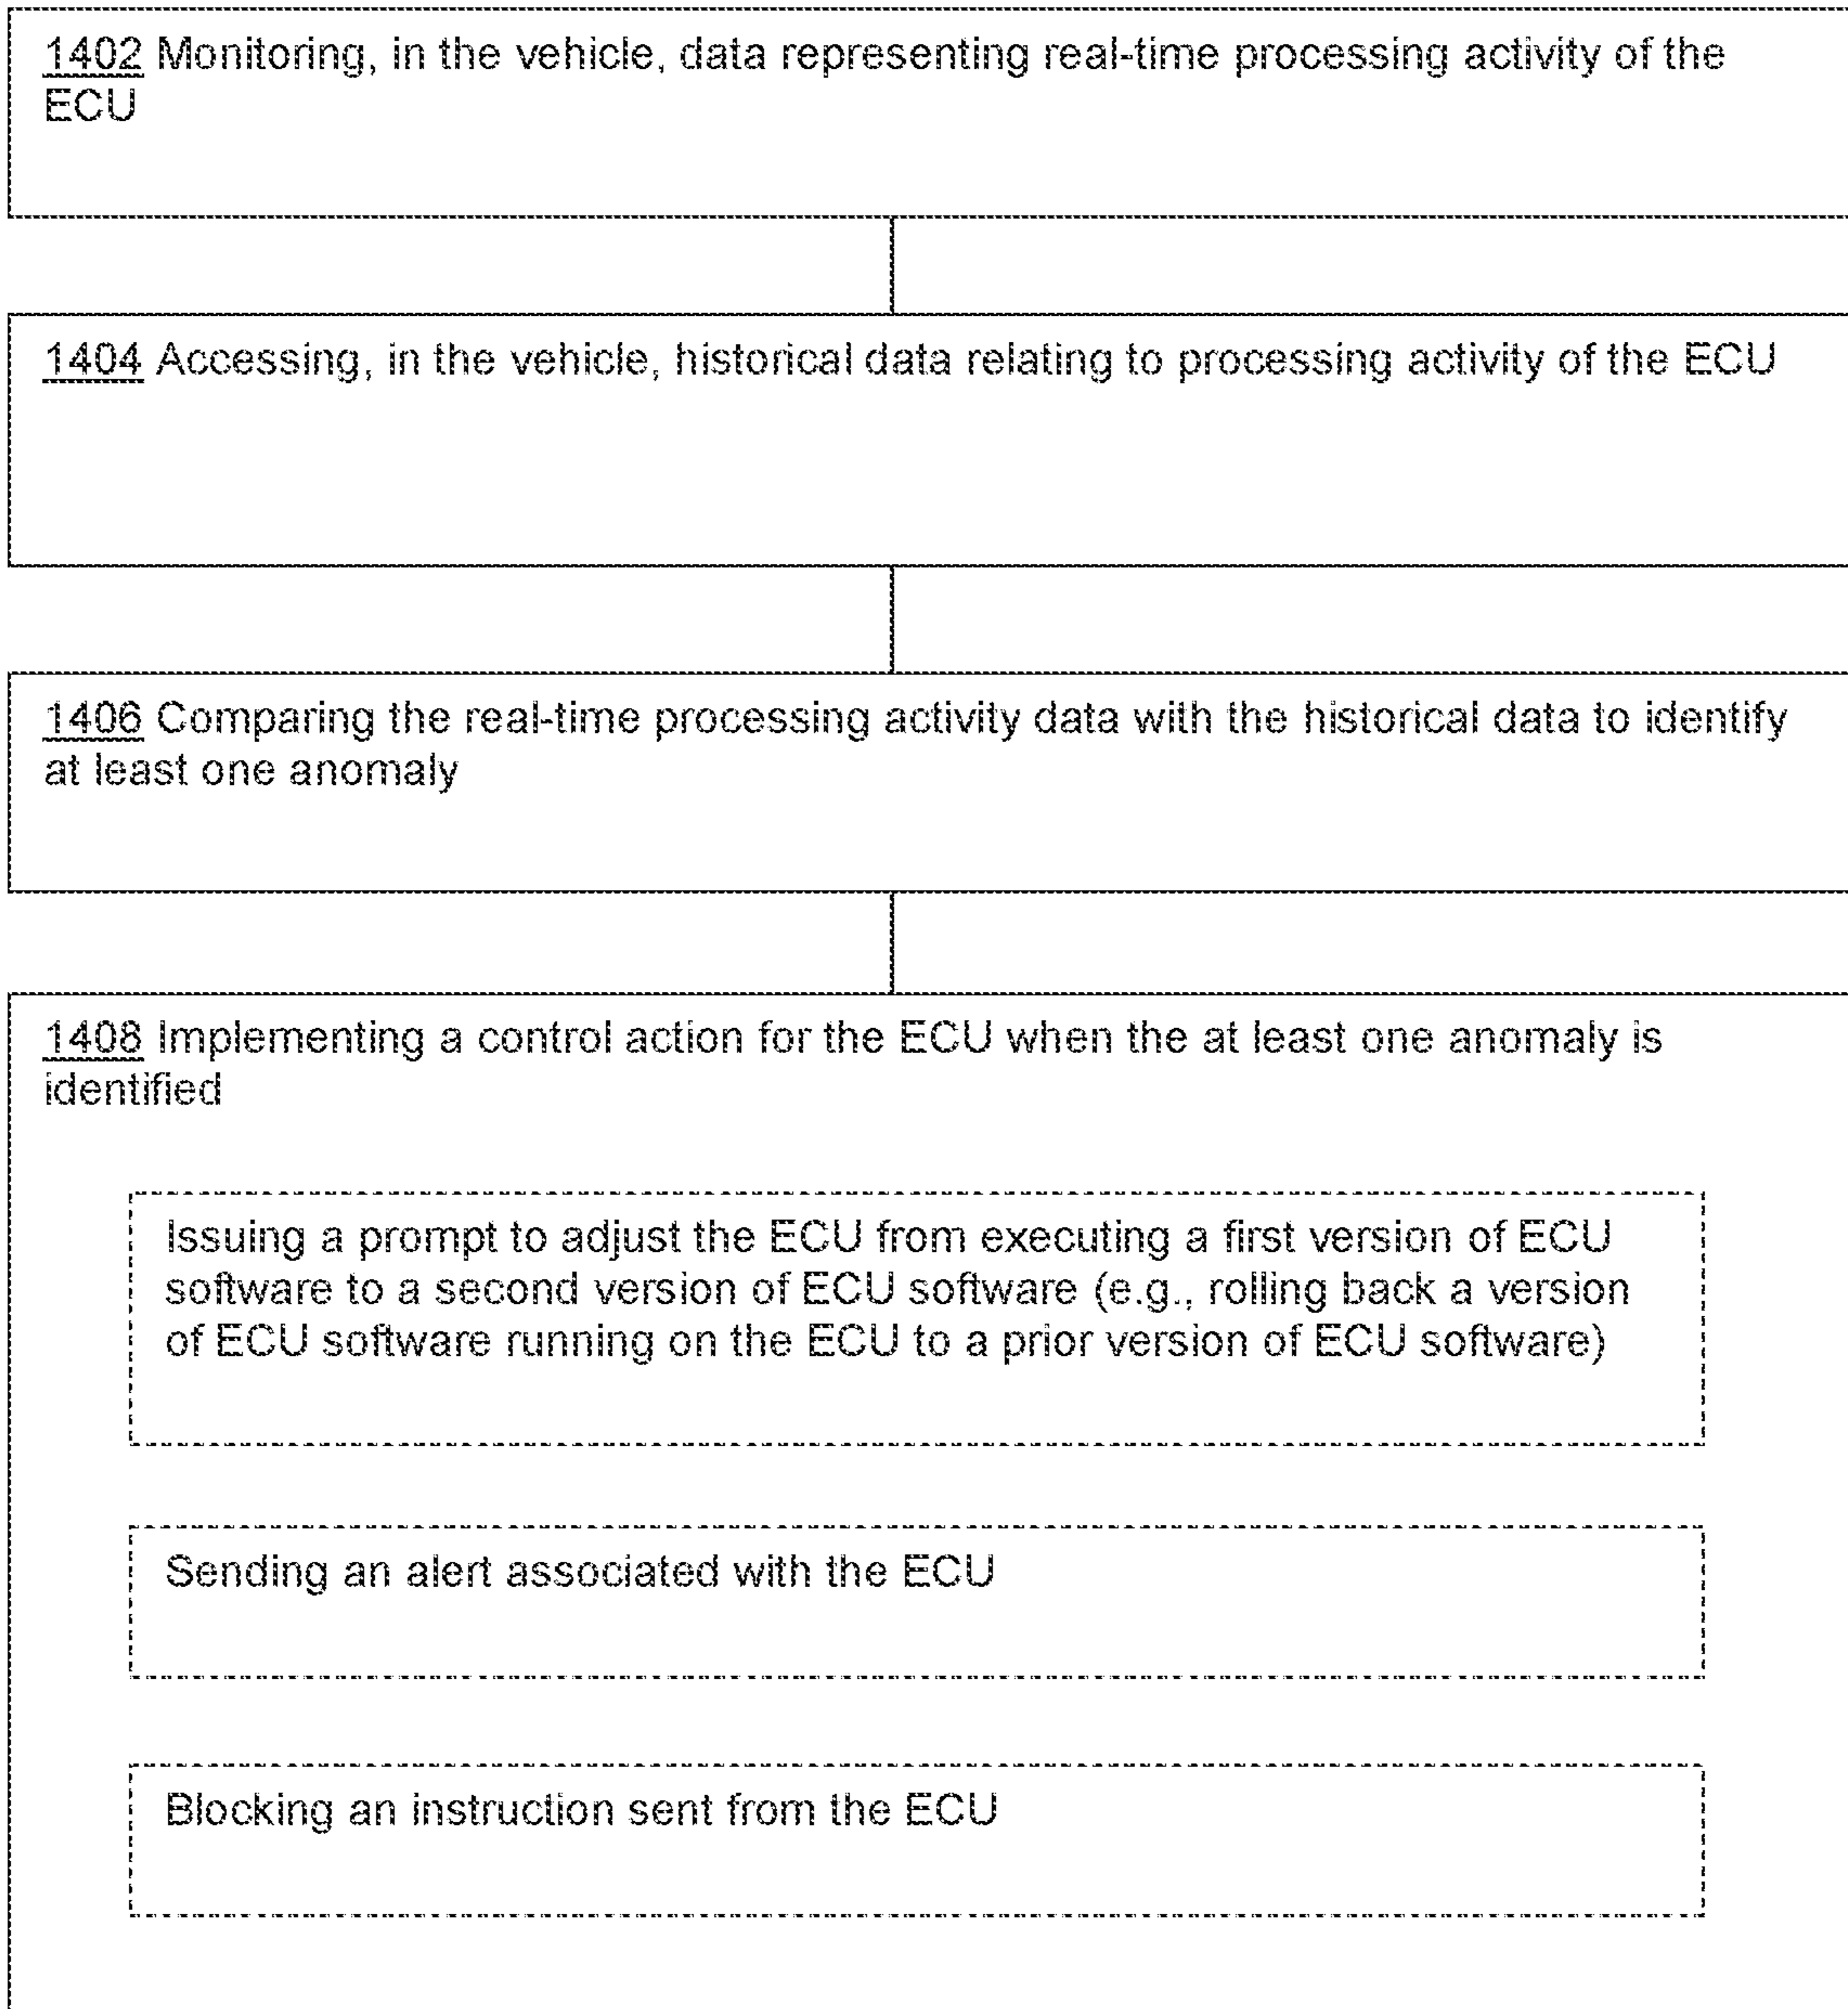 1402 Monitoring, in the vehicle, data representing real-time processing activity of the
ECU
1404 Accessing, in the vehicle, historical data relating to processing activity of the ECU
1406 Comparing the real-time processing activity data with the historical data to identify
at least one anomaly
1408 Implementing a control action for the ECU when the at least one anomaly is
identified
Issuing a prompt to adjust the ECU from executing a first version of ECU
software to a second version of ECU software (e.g., rolling back a version
of ECU software running on the ECU to a prior version of ECU software)
Sending an alert associated with the ECU
Blocking an instruction sent from the ECU